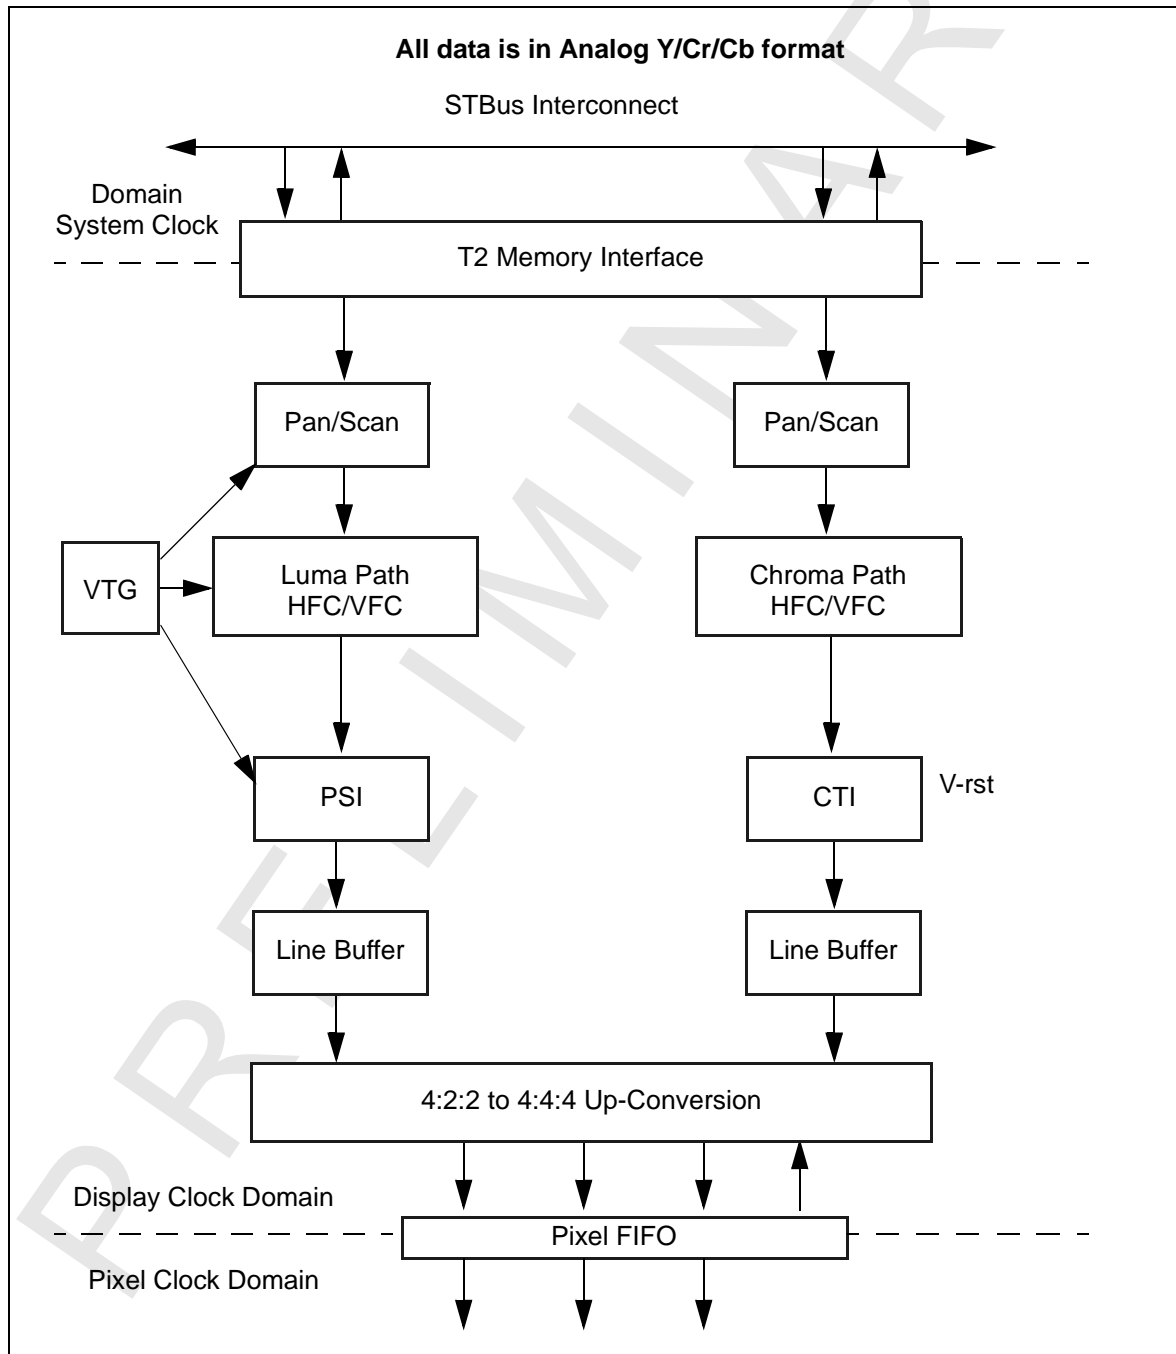 All data is in Analog Y/Cr/Cb format
STBus Interconnect
Domain
System Clock
T2 Memory Interface
Pan/Scan
Pan/Scan
VTG
Luma Path
HFC/VFC
Chroma Path
HFC/VFC
PSI
CTI
V-rst
Line Buffer
Line Buffer
4:2:2 to 4:4:4 Up-Conversion
Display Clock Domain
Pixel FIFO
Pixel Clock Domain
PRELIMINAR